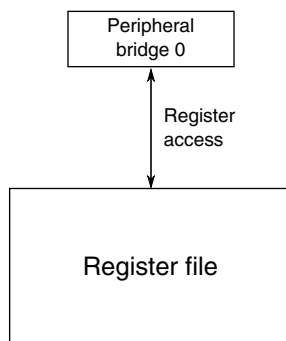 Peripheral
bridge 0
Register
access
Register file